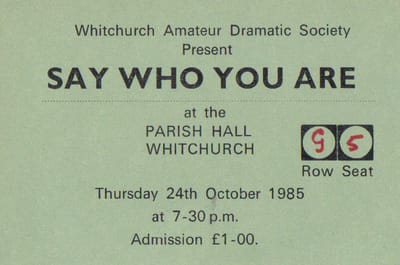 Whitchurch Amateur Dramatic Society
Present
SAY WHO YOU ARE
at the
PARISH HALL
WHITCHURCH
G 5
Row Seat
Thursday 24th October 1985
at 7-30 p.m.
Admission £1-00.